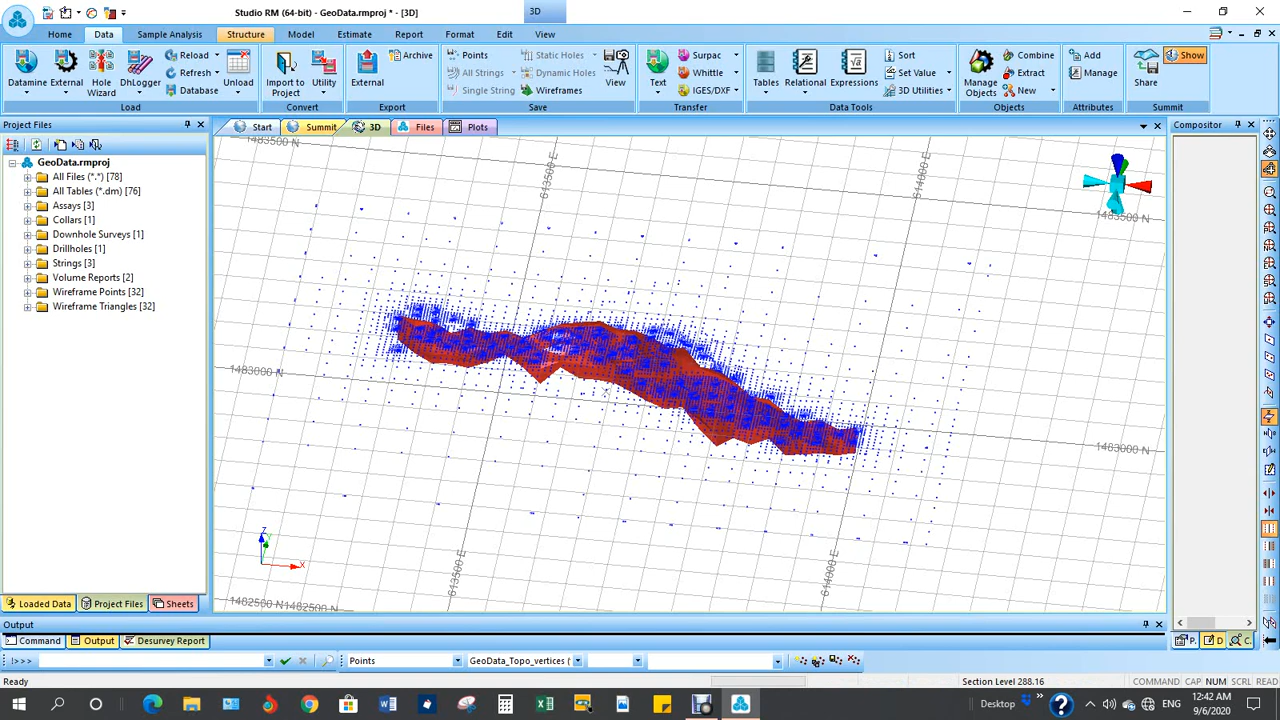 Studio RM (64-bit) - GeoData.rmproj * - [3D]
3D
Home Data Sample Analysis Structure Model Estimate Report Format Edit View
Datamine External Hole Wizard DhLogger Reload Refresh Database Unload
Load
Import to Project Utility
Convert
External Archive
Export
Points All Strings Single String Static Holes Dynamic Holes Wireframes View
Save
Text Surpac Whittle IGES/DXF
Transfer
Tables Relational Expressions Sort Set Value 3D Utilities
Data Tools
Manage Objects Combine Extract New
Objects
Add Manage
Attributes
Share Show
Summit
Project Files
Start Summit 3D Files Plots
Compositor
GeoData.rmproj
All Files (*.*) [78]
All Tables (*.dm) [76]
Assays [3]
Collars [1]
Downhole Surveys [1]
Drillholes [1]
Strings [3]
Volume Reports [2]
Wireframe Points [32]
Wireframe Triangles [32]
1483500 N
613500 E
614000 E
1483500 N
1483000 N
1483000 N
613500 E
614000 E
1482500 N 1482500 N
Z
Y
X
Loaded Data Project Files Sheets
Output
Command Output Desurvey Report
P. D C.
!>>> Points GeoData_Topo_vertices (
Ready Section Level 288.16 COMMAND CAP NUM SCRL READ
Desktop ENG 12:42 AM
9/6/2020